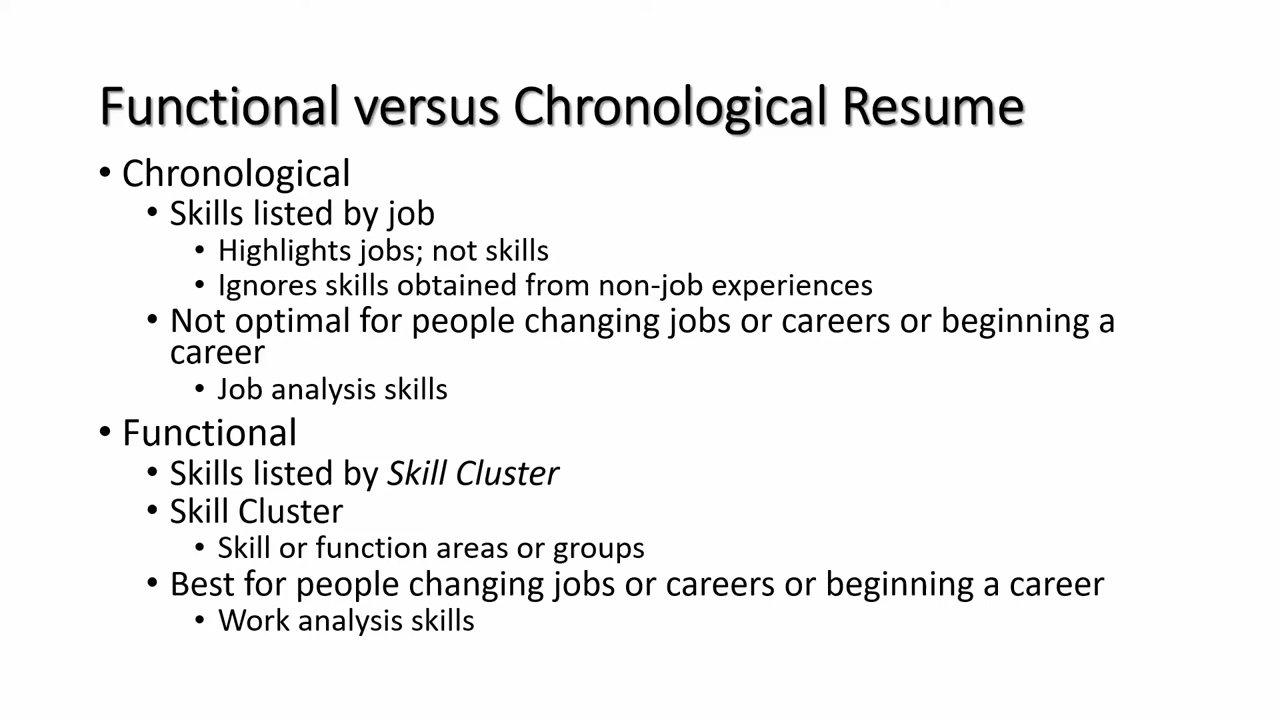 Functional versus Chronological Resume
• Chronological
• Skills listed by job
• Highlights jobs; not skills
• Ignores skills obtained from non-job experiences
• Not optimal for people changing jobs or careers or beginning a
career
• Job analysis skills
• Functional
• Skills listed by Skill Cluster
• Skill Cluster
• Skill or function areas or groups
• Best for people changing jobs or careers or beginning a career
• Work analysis skills